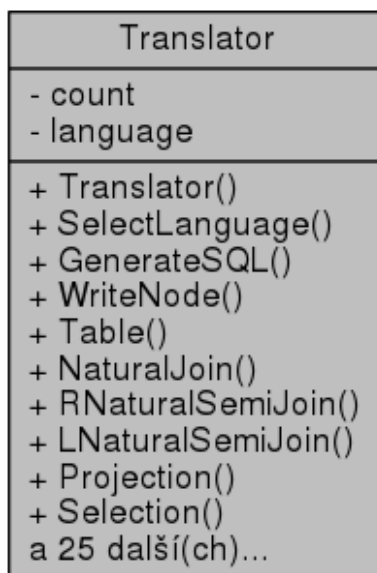 Translator
- count
- language
+ Translator()
+ SelectLanguage()
+ GenerateSQL()
+ WriteNode()
+ Table()
+ NaturalJoin()
+ RNaturalSemiJoin()
+ LNaturalSemiJoin()
+ Projection()
+ Selection()
a 25 další(ch)...